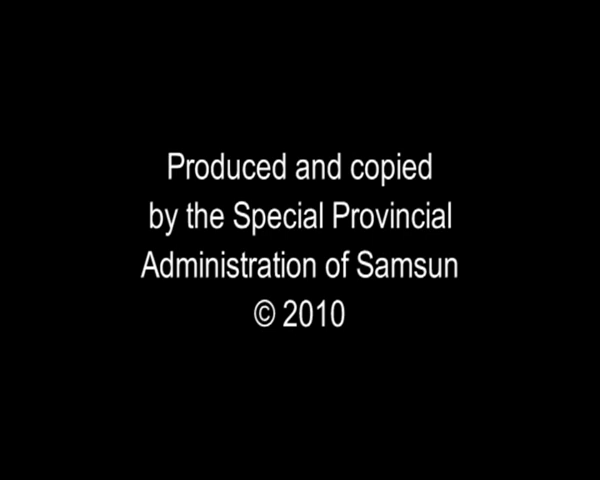 Produced and copied
by the Special Provincial
Administration of Samsun
© 2010